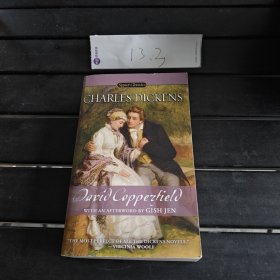 13.2
Signet Classics
CHARLES DICKENS
David Copperfield
WITH AN AFTERWORD BY GISH JEN
"THE MOST PERFECT OF ALL THE DICKENS NOVELS."
—VIRGINIA WOOLF